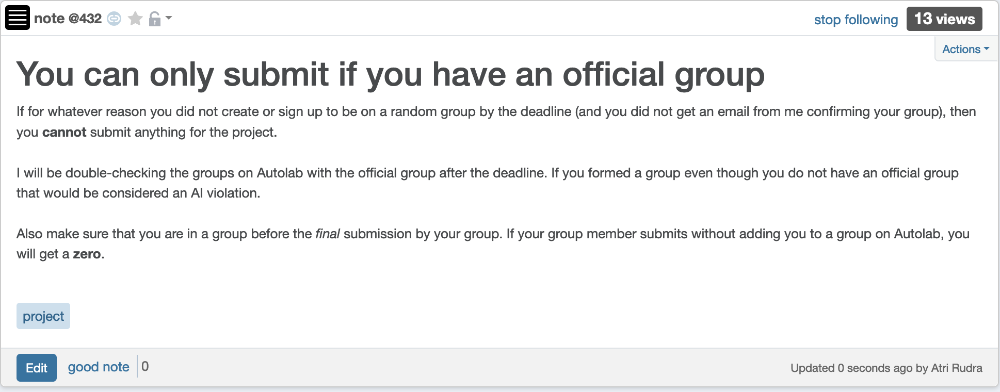 note @432
stop following
13 views
Actions
You can only submit if you have an official group
If for whatever reason you did not create or sign up to be on a random group by the deadline (and you did not get an email from me confirming your group), then
you cannot submit anything for the project.
I will be double-checking the groups on Autolab with the official group after the deadline. If you formed a group even though you do not have an official group
that would be considered an AI violation.
Also make sure that you are in a group before the final submission by your group. If your group member submits without adding you to a group on Autolab, you
will get a zero.
project
Edit
good note
0
Updated 0 seconds ago by Atri Rudra